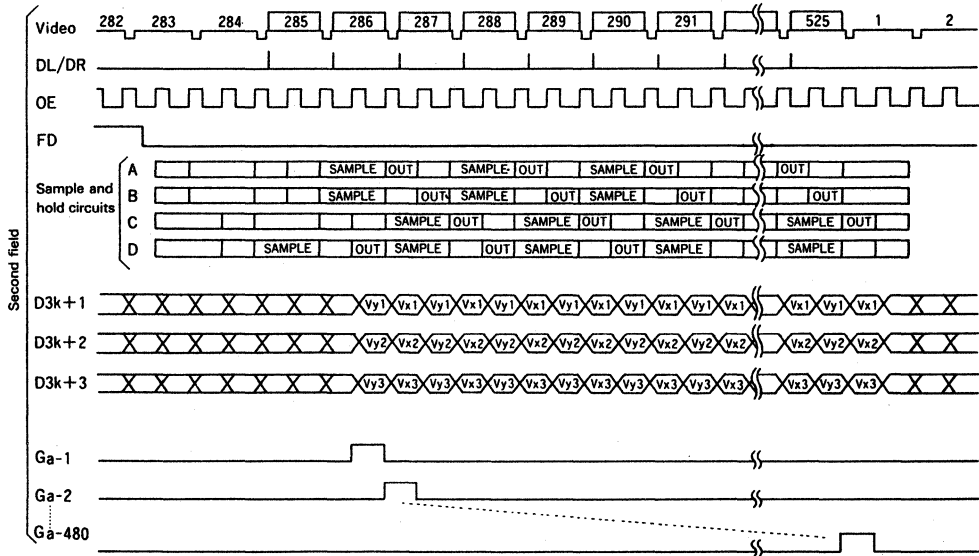 Second field
Video 282 283 284 285 286 287 288 289 290 291 525 1 2
DL/DR
OE
FD
Sample and hold circuits
A SAMPLE OUT SAMPLE OUT SAMPLE OUT OUT
B SAMPLE OUT SAMPLE OUT SAMPLE OUT OUT
C SAMPLE OUT SAMPLE OUT SAMPLE OUT SAMPLE OUT
D SAMPLE OUT SAMPLE OUT SAMPLE OUT SAMPLE SAMPLE
D3k+1 Vy1 Vx1 Vy1 Vx1 Vy1 Vx1 Vy1 Vx1 Vy1 Vx1 Vy1 Vx1 Vx1 Vy1 Vx1
D3k+2 Vy2 Vx2 Vy2 Vx2 Vy2 Vx2 Vy2 Vx2 Vy2 Vx2 Vy2 Vx2 Vx2 Vy2 Vx2
D3k+3 Vy3 Vx3 Vy3 Vx3 Vy3 Vx3 Vy3 Vx3 Vy3 Vx3 Vy3 Vx3 Vx3 Vy3 Vx3
Ga-1
Ga-2
Ga-480